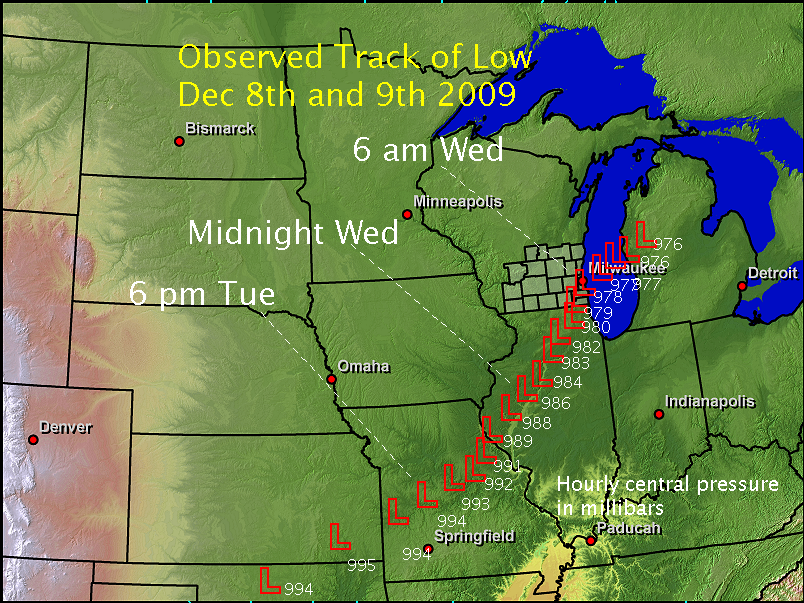 Observed Track of Low
Dec 8th and 9th 2009
Bismarck
6 am Wed
Minneapolis
Midnight Wed
976
976
Milwaukee
Detroit
977
977
6 pm Tue
978
979
980
982
983
Omaha
984
986
Indianapolis
988
Denver
989
991
992
Hourly central pressure
in millibars
993
994
Paducah
Springfield
994
995
994